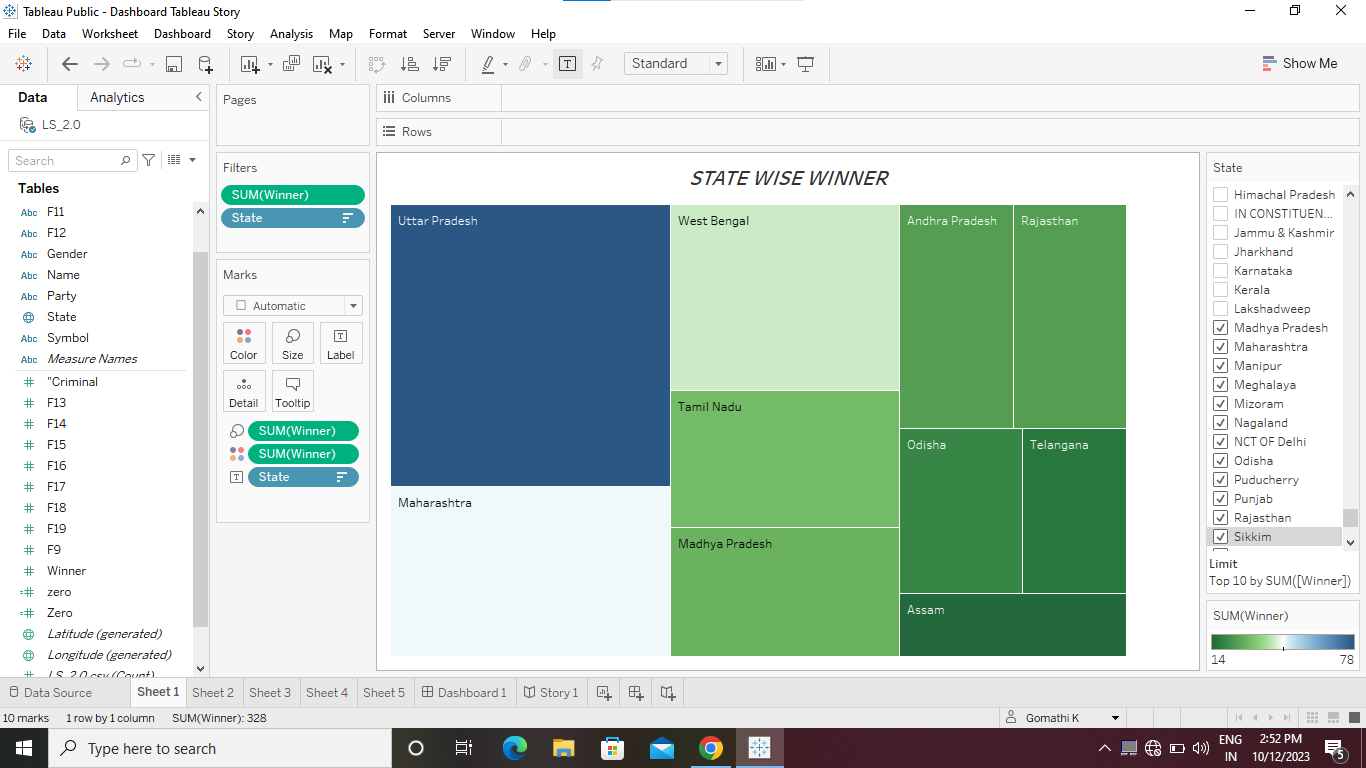 Tableau Public - Dashboard Tableau Story
File Data Worksheet Dashboard Story Analysis Map Format Server Window Help
Standard
Show Me
Data Analytics
LS_2.0
Search
Tables
Abc F11
Abc F12
Abc Gender
Abc Name
Abc Party
State
Abc Symbol
Abc Measure Names
# "Criminal
# F13
# F14
# F15
# F16
# F17
# F18
# F19
# F9
# Winner
=# zero
=# Zero
Latitude (generated)
Longitude (generated)
# LS_2.0.csv (Count)
Pages
Filters
SUM(Winner)
State
Marks
Automatic
Color Size Label
Detail Tooltip
SUM(Winner)
SUM(Winner)
State
Columns
Rows
STATE WISE WINNER
Uttar Pradesh
Maharashtra
West Bengal
Tamil Nadu
Madhya Pradesh
Andhra Pradesh
Rajasthan
Odisha
Telangana
Assam
State
Himachal Pradesh
IN CONSTITUEN...
Jammu & Kashmir
Jharkhand
Karnataka
Kerala
Lakshadweep
Madhya Pradesh
Maharashtra
Manipur
Meghalaya
Mizoram
Nagaland
NCT OF Delhi
Odisha
Puducherry
Punjab
Rajasthan
Sikkim
Limit
Top 10 by SUM([Winner])
SUM(Winner)
14 78
Data Source Sheet 1 Sheet 2 Sheet 3 Sheet 4 Sheet 5 Dashboard 1 Story 1
10 marks 1 row by 1 column SUM(Winner): 328
Gomathi K
Type here to search
ENG
IN
2:52 PM
10/12/2023
5